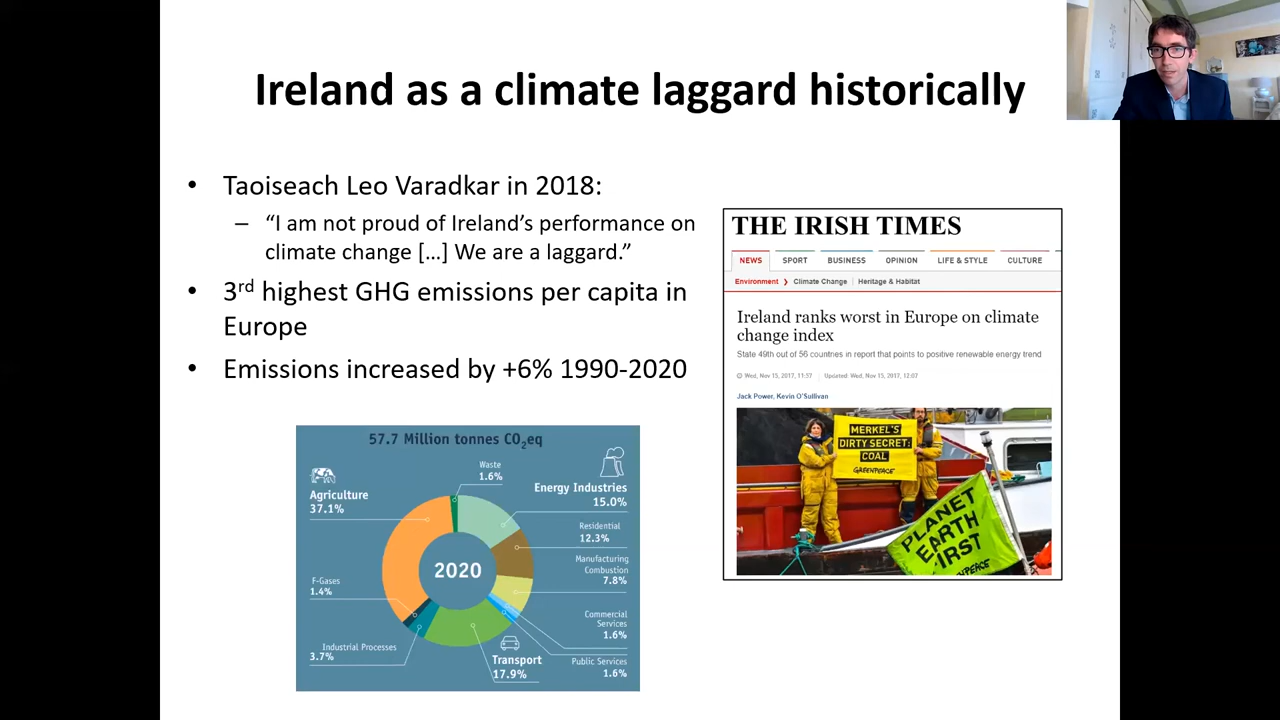 Ireland as a climate laggard historically
• Taoiseach Leo Varadkar in 2018:
– “I am not proud of Ireland’s performance on
climate change […] We are a laggard.”
• 3rd highest GHG emissions per capita in
Europe
• Emissions increased by +6% 1990-2020
THE IRISH TIMES
NEWS SPORT BUSINESS OPINION LIFE & STYLE CULTURE
Environment Climate Change | Heritage & Habitat
Ireland ranks worst in Europe on climate
change index
State 49th out of 56 countries in report that points to positive renewable energy trend
Wed, Nov 15, 2017, 11:57 Updated: Wed, Nov 15, 2017, 12:07
Jack Power, Kevin O'Sullivan
MERKEL'S
DIRTY SECRET:
COAL
GREENPEACE
PLANET
EARTH
FIRST
GREENPEACE
57.7 Million tonnes CO2eq
Waste
1.6%
Energy Industries
15.0%
Agriculture
37.1%
Residential
12.3%
Manufacturing
Combustion
7.8%
2020
F-Gases
1.4%
Commercial
Services
1.6%
Industrial Processes
3.7%
Transport
17.9%
Public Services
1.6%